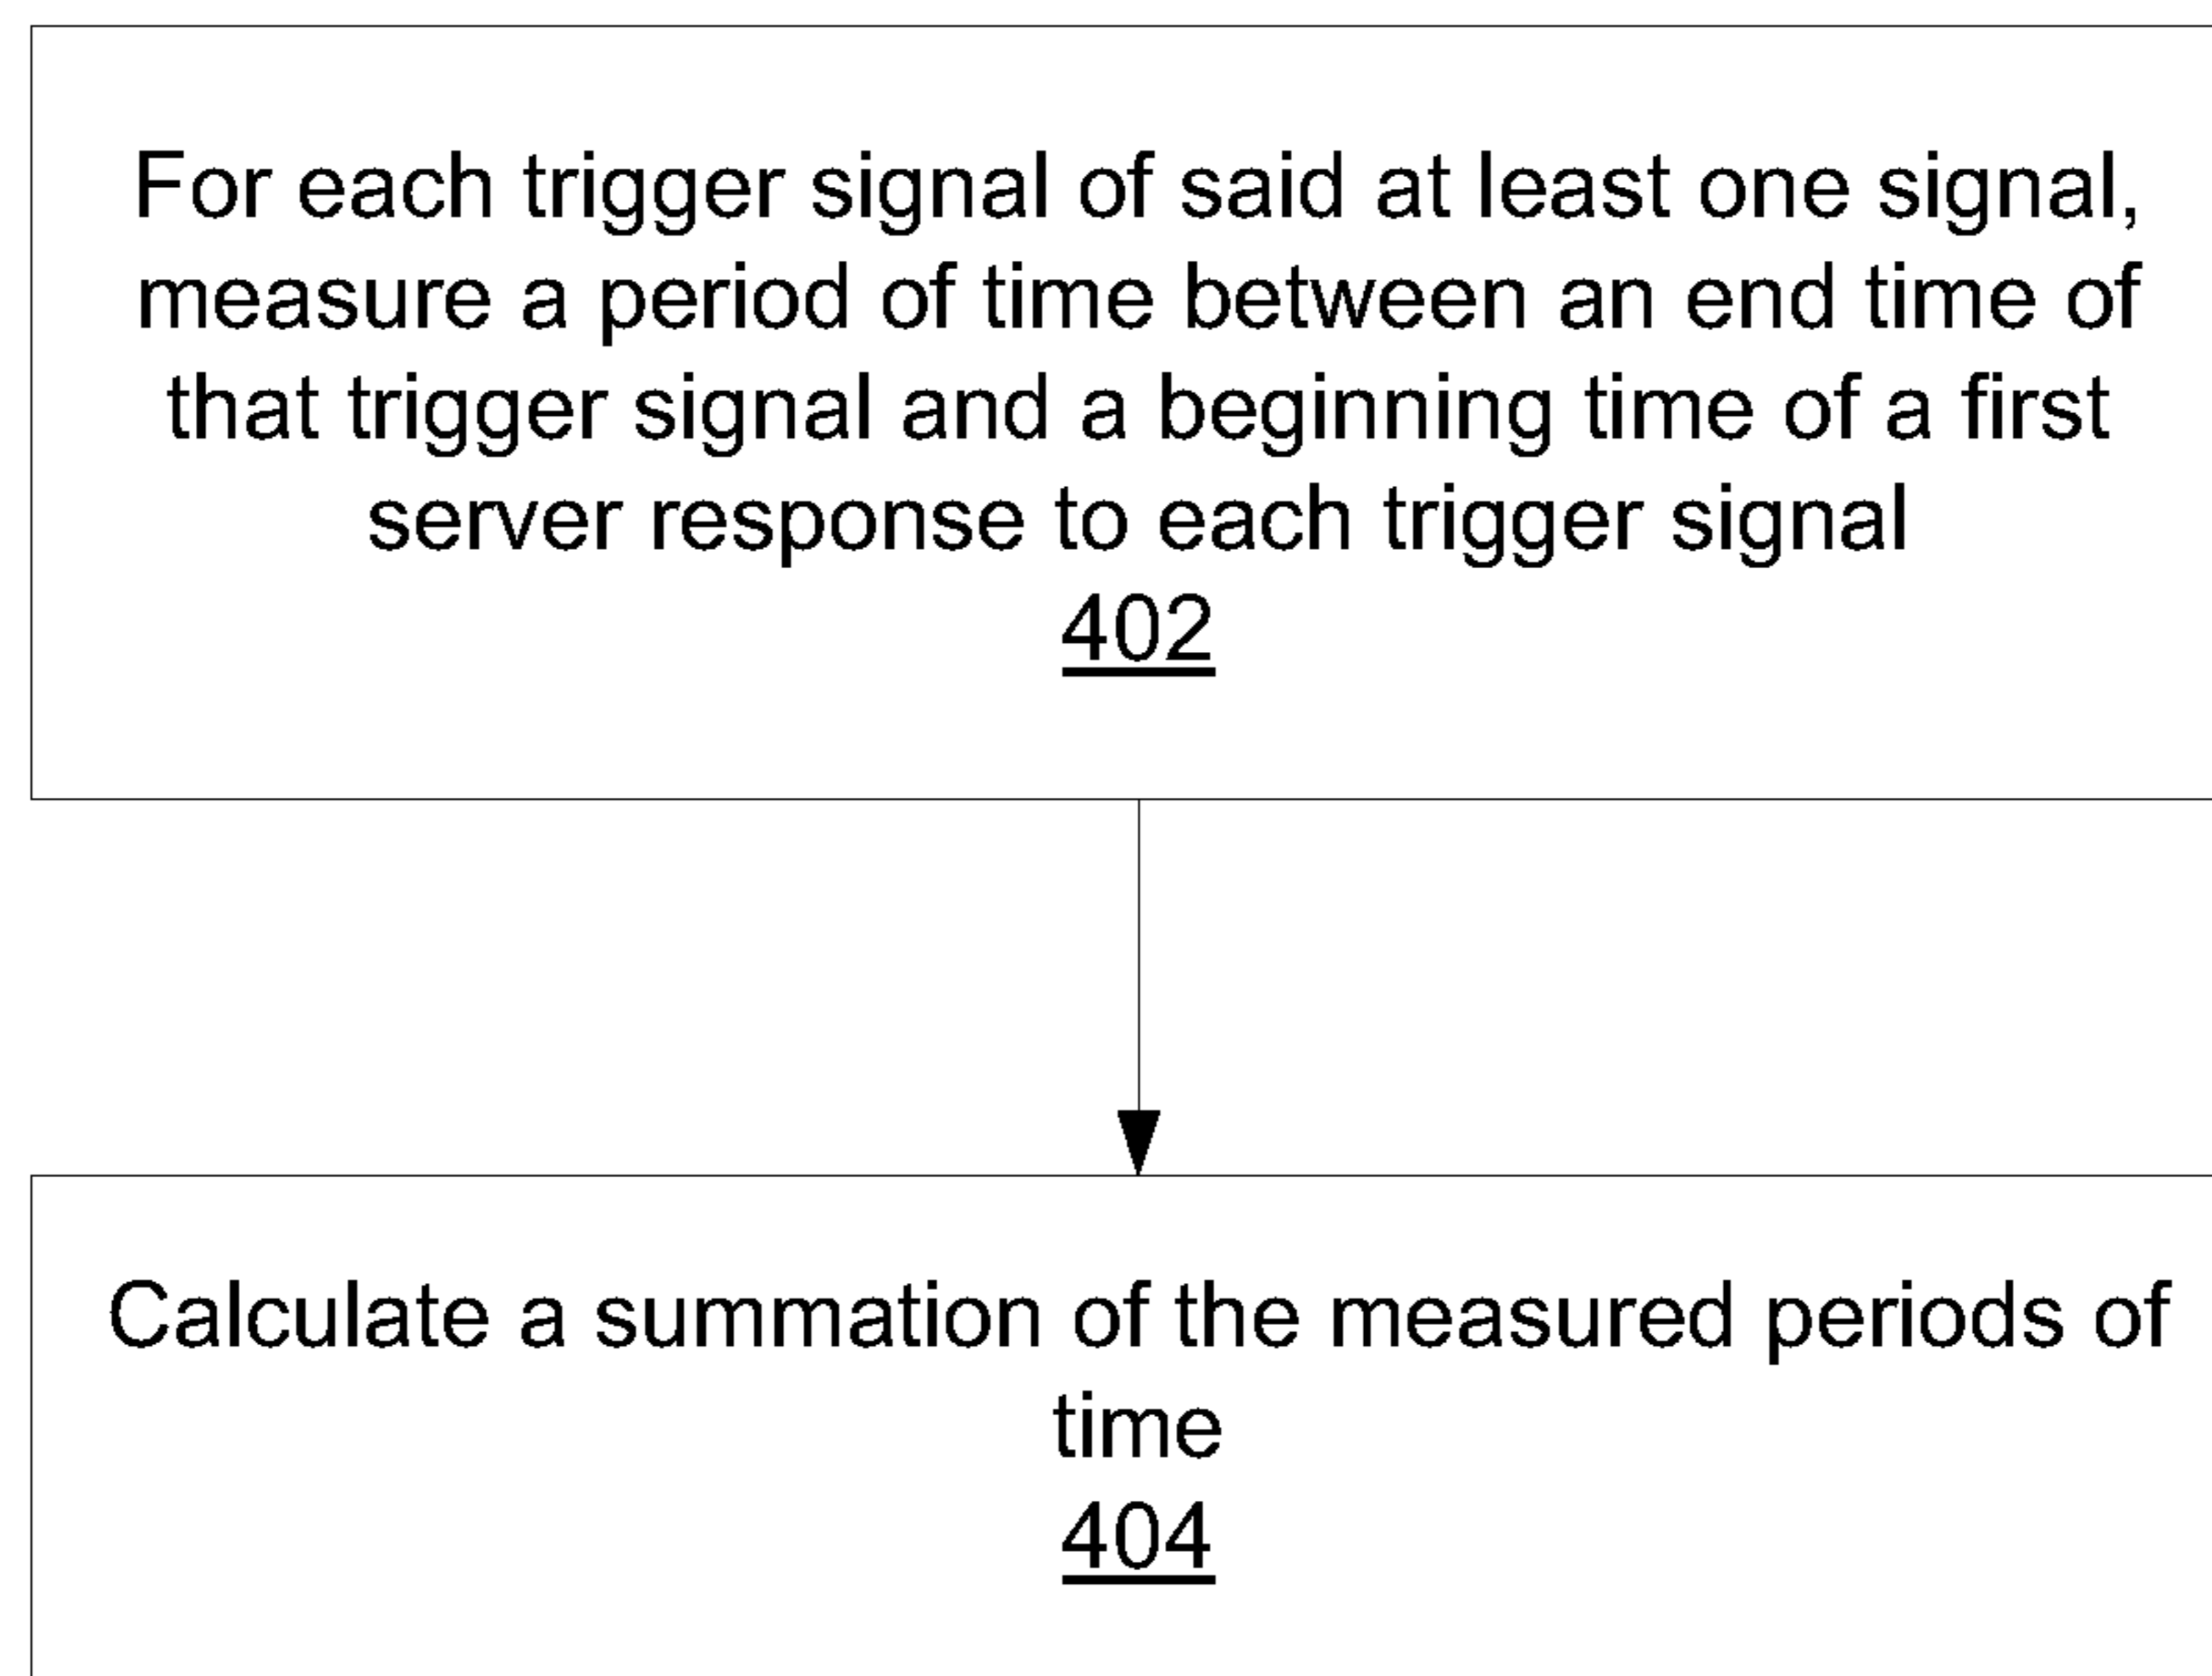 For each trigger signal of said at least one signal,
measure a period of time between an end time of
that trigger signal and a beginning time of a first
server response to each trigger signal
402
Calculate a summation of the measured periods of
time
404